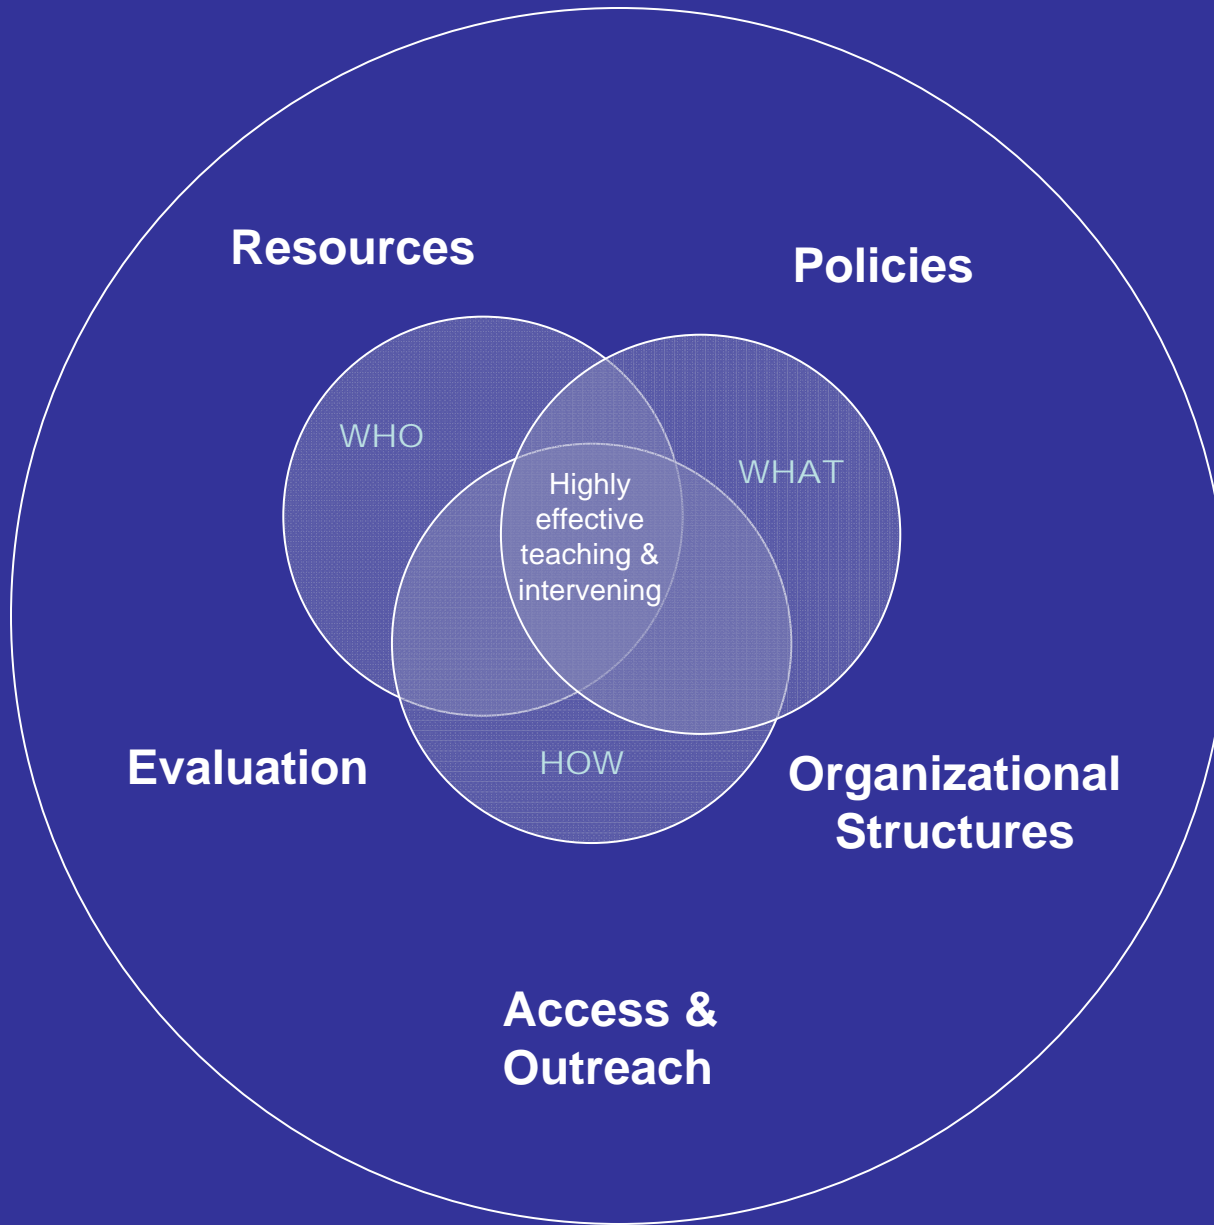 Resources
Policies
WHO
WHAT
Highly
effective
teaching &
intervening
Evaluation
HOW
Organizational
Structures
Access &
Outreach